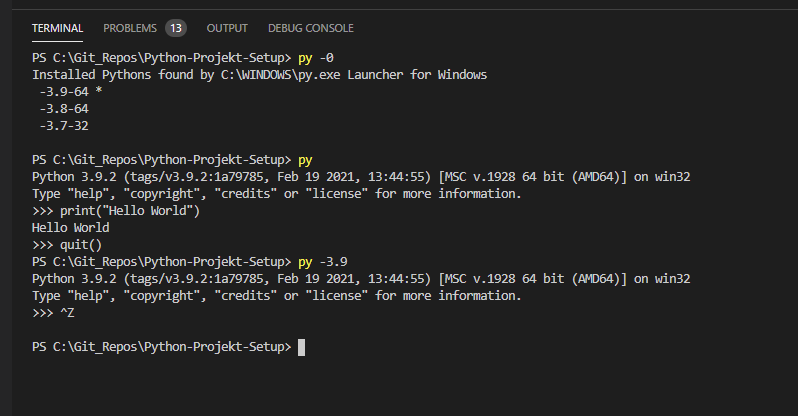 TERMINAL PROBLEMS 13 OUTPUT DEBUG CONSOLE
PS C:\Git_Repos\Python-Projekt-Setup> py -0
Installed Pythons found by C:\WINDOWS\py.exe Launcher for Windows
 -3.9-64 *
 -3.8-64
 -3.7-32
PS C:\Git_Repos\Python-Projekt-Setup> py
Python 3.9.2 (tags/v3.9.2:1a79785, Feb 19 2021, 13:44:55) [MSC v.1928 64 bit (AMD64)] on win32
Type "help", "copyright", "credits" or "license" for more information.
>>> print("Hello World")
Hello World
>>> quit()
PS C:\Git_Repos\Python-Projekt-Setup> py -3.9
Python 3.9.2 (tags/v3.9.2:1a79785, Feb 19 2021, 13:44:55) [MSC v.1928 64 bit (AMD64)] on win32
Type "help", "copyright", "credits" or "license" for more information.
>>> ^Z
PS C:\Git_Repos\Python-Projekt-Setup>